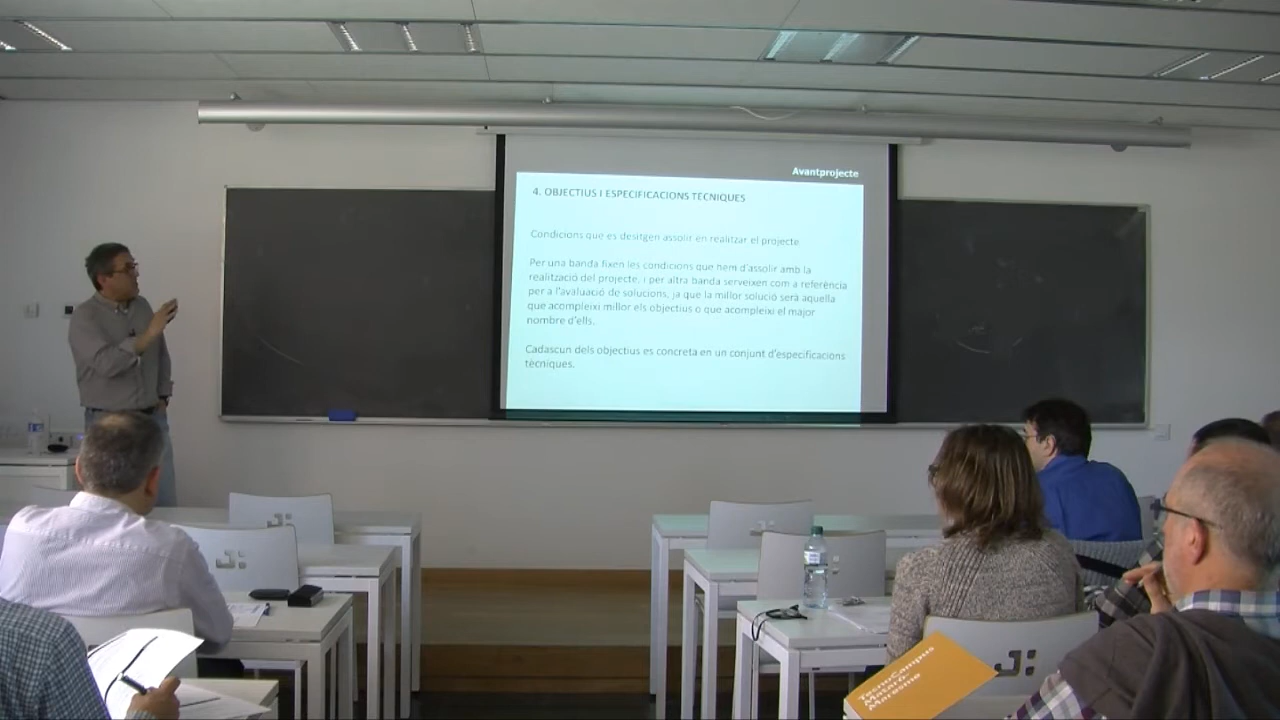 Avantprojecte
4. OBJECTIUS I ESPECIFICACIONS TÈCNIQUES
Condicions que es desitgen assolir en realitzar el projecte.
Per una banda fixen les condicions que hem d'assolir amb la
realització del projecte, i per altra banda serveixen com a referència
per a l'avaluació de solucions, ja que la millor solució serà aquella
que acompleixi millor els objectius o que acompleixi el major
nombre d'ells.
Cadascun dels objectius es concreta en un conjunt d'especificacions
tècniques.
TecnoCampus
Mataró-
Maresme